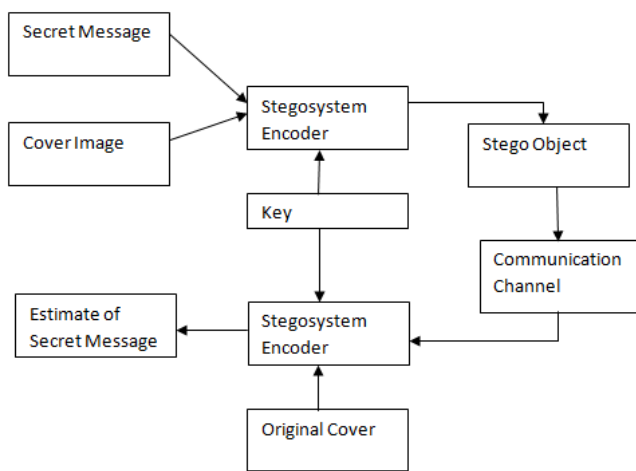 Secret Message
Cover Image
Stegosystem
Encoder
Stego Object
Key
Communication
Channel
Estimate of
Secret Message
Stegosystem
Encoder
Original Cover